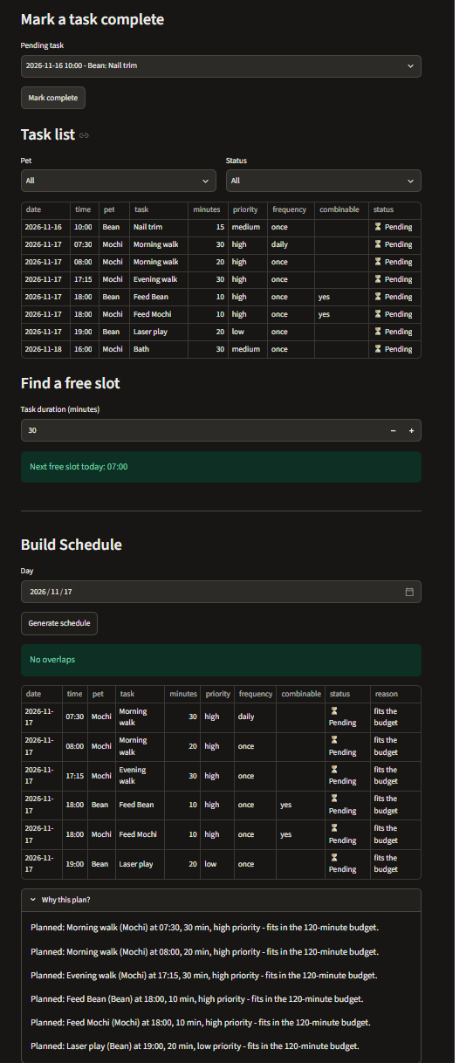 Mark a task complete
Pending task
2026-11-16 10:00 - Bean: Nail trim
Mark complete
Task list
Pet Status
All All
date time pet task minutes priority frequency combinable status
2026-11-16 10:00 Bean Nail trim 15 medium once ⏳ Pending
2026-11-17 07:30 Mochi Morning walk 30 high daily ⏳ Pending
2026-11-17 08:00 Mochi Morning walk 20 high once ⏳ Pending
2026-11-17 17:15 Mochi Evening walk 30 high once ⏳ Pending
2026-11-17 18:00 Bean Feed Bean 10 high once yes ⏳ Pending
2026-11-17 18:00 Mochi Feed Mochi 10 high once yes ⏳ Pending
2026-11-17 19:00 Bean Laser play 20 low once ⏳ Pending
2026-11-18 16:00 Mochi Bath 30 medium once ⏳ Pending
Find a free slot
Task duration (minutes)
30 − +
Next free slot today: 07:00
Build Schedule
Day
2026/11/17
Generate schedule
No overlaps
date time pet task minutes priority frequency combinable status reason
2026-11-17 07:30 Mochi Morning walk 30 high daily ⏳ Pending fits the budget
2026-11-17 08:00 Mochi Morning walk 20 high once ⏳ Pending fits the budget
2026-11-17 17:15 Mochi Evening walk 30 high once ⏳ Pending fits the budget
2026-11-17 18:00 Bean Feed Bean 10 high once yes ⏳ Pending fits the budget
2026-11-17 18:00 Mochi Feed Mochi 10 high once yes ⏳ Pending fits the budget
2026-11-17 19:00 Bean Laser play 20 low once ⏳ Pending fits the budget
Why this plan?
Planned: Morning walk (Mochi) at 07:30, 30 min, high priority - fits in the 120-minute budget.
Planned: Morning walk (Mochi) at 08:00, 20 min, high priority - fits in the 120-minute budget.
Planned: Evening walk (Mochi) at 17:15, 30 min, high priority - fits in the 120-minute budget.
Planned: Feed Bean (Bean) at 18:00, 10 min, high priority - fits in the 120-minute budget.
Planned: Feed Mochi (Mochi) at 18:00, 10 min, high priority - fits in the 120-minute budget.
Planned: Laser play (Bean) at 19:00, 20 min, low priority - fits in the 120-minute budget.